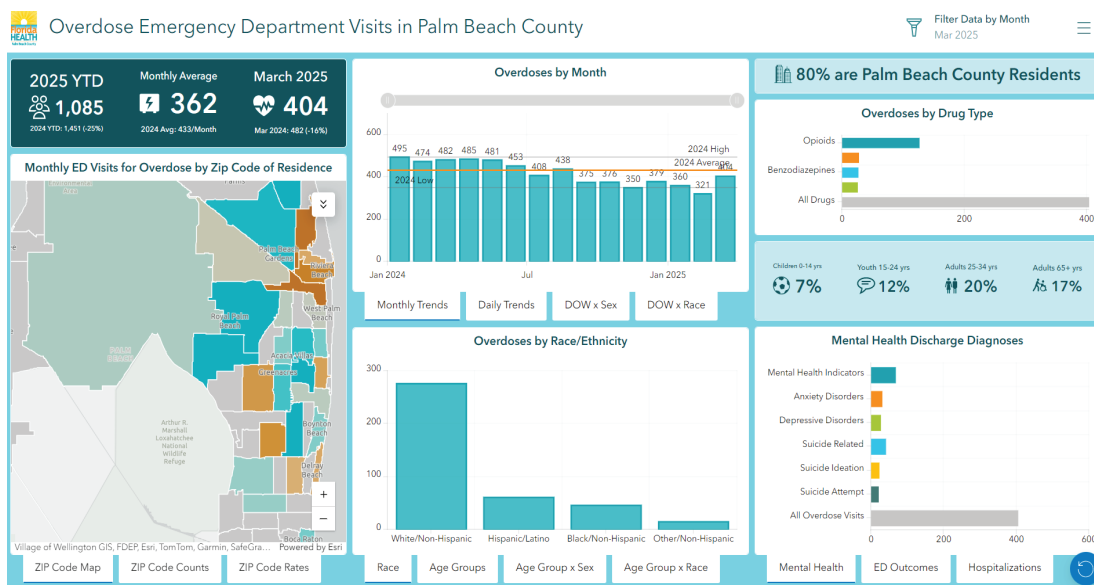 Florida
HEALTH
Overdose Emergency Department Visits in Palm Beach County
Filter Data by Month
Mar 2025
2025 YTD
1,085
2024 YTD: 1,451 (-25%)
Monthly Average
362
2024 Avg: 433/Month
March 2025
404
Mar 2024: 482 (-16%)
Monthly ED Visits for Overdose by Zip Code of Residence
Palm Beach
Gardens
Riviera
Beach
West Palm
Beach
Royal Palm
Beach
PALM
BEACH
Acacia Villas
Greenacres
Arthur R.
Marshall
Loxahatchee
National
Wildlife
Refuge
Boynton
Beach
Delray
Beach
Boca Raton
+
−
Village of Wellington GIS, FDEP, Esri, TomTom, Garmin, SafeGra...
Powered by Esri
ZIP Code Map
ZIP Code Counts
ZIP Code Rates
Overdoses by Month
600
400
200
0
495
474
482
485
481
453
408
438
375
376
350
379
360
321
404
2024 High
2024 Average
2024 Low
Jan 2024
Jul
Jan 2025
Monthly Trends
Daily Trends
DOW x Sex
DOW x Race
Overdoses by Race/Ethnicity
300
200
100
0
White/Non-Hispanic
Hispanic/Latino
Black/Non-Hispanic
Other/Non-Hispanic
Race
Age Groups
Age Group x Sex
Age Group x Race
80% are Palm Beach County Residents
Overdoses by Drug Type
Opioids
Benzodiazepines
All Drugs
0
200
400
Children 0-14 yrs
7%
Youth 15-24 yrs
12%
Adults 25-34 yrs
20%
Adults 65+ yrs
17%
Mental Health Discharge Diagnoses
Mental Health Indicators
Anxiety Disorders
Depressive Disorders
Suicide Related
Suicide Ideation
Suicide Attempt
All Overdose Visits
0
200
400
600
Mental Health
ED Outcomes
Hospitalizations